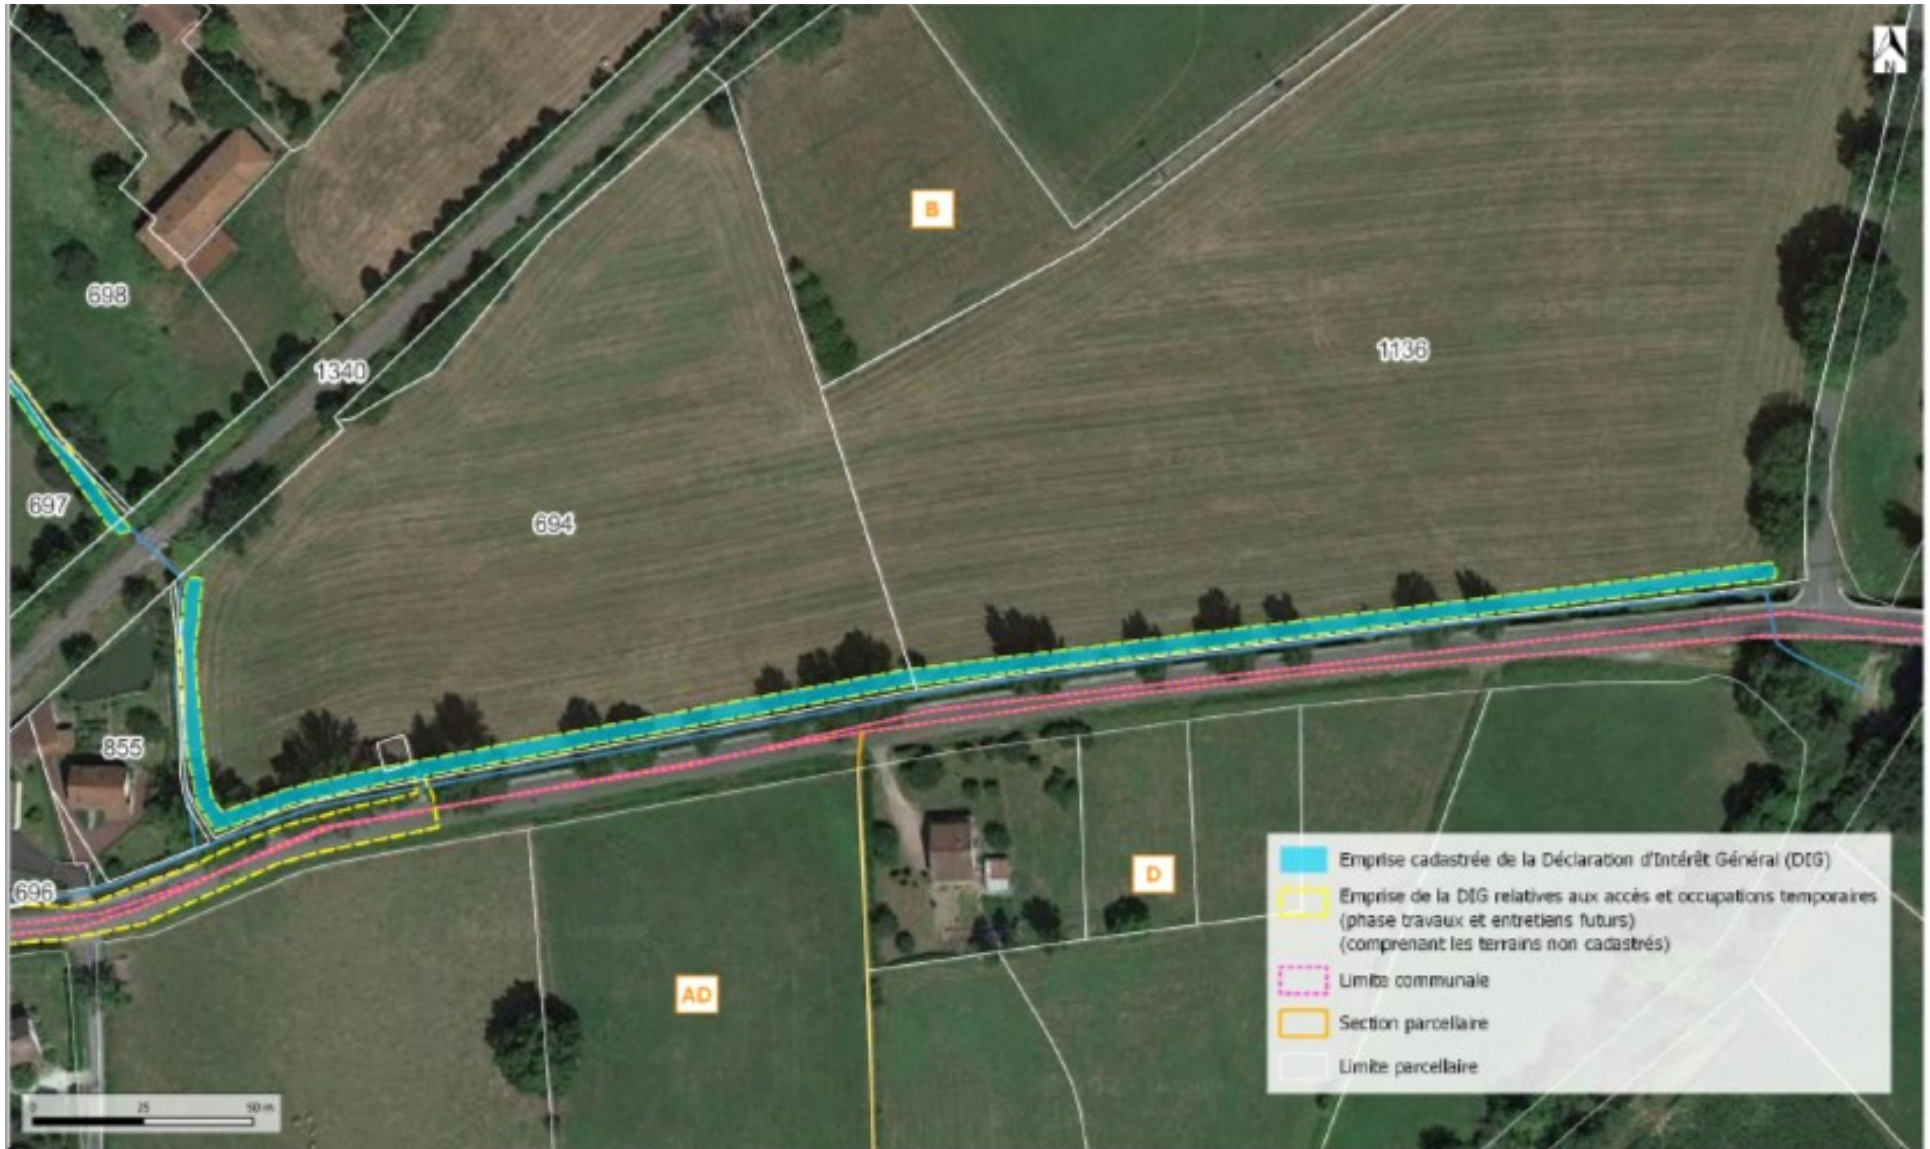 N
B
698
1340
1136
697
694
855
696
D
AD
Emprise cadastrée de la Déclaration d'Intérêt Général (DIG)
Emprise de la DIG relatives aux accès et occupations temporaires
(phase travaux et entretiens futurs)
(comprenant les terrains non cadastrés)
Limite communale
Section parcellaire
Limite parcellaire
0 25 50 m